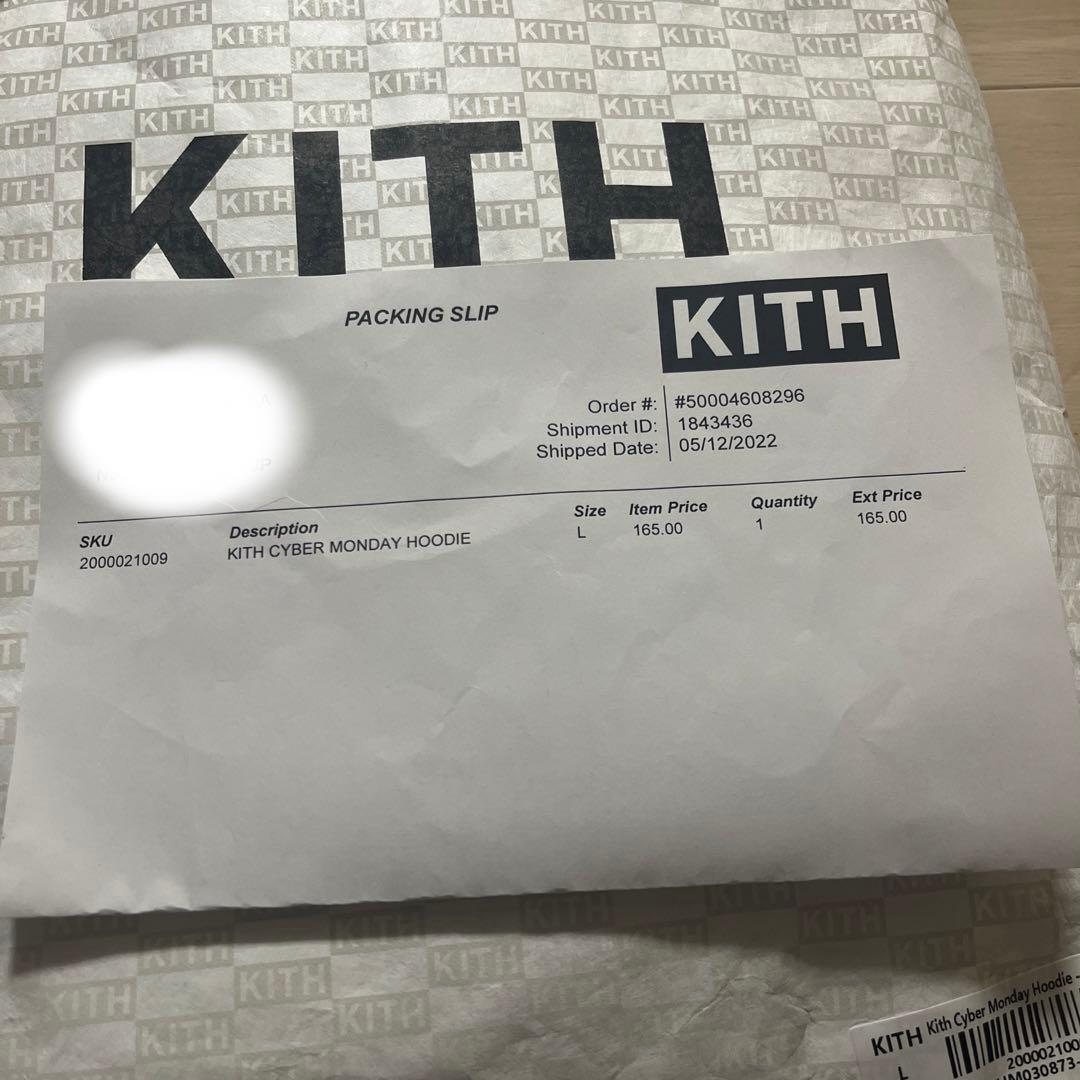 KITH
PACKING SLIP
KITH
Order #: #50004608296
Shipment ID: 1843436
Shipped Date: 05/12/2022
SKU Description Size Item Price Quantity Ext Price
2000021009 KITH CYBER MONDAY HOODIE L 165.00 1 165.00
KITH Kith Cyber Monday Hoodie -
L